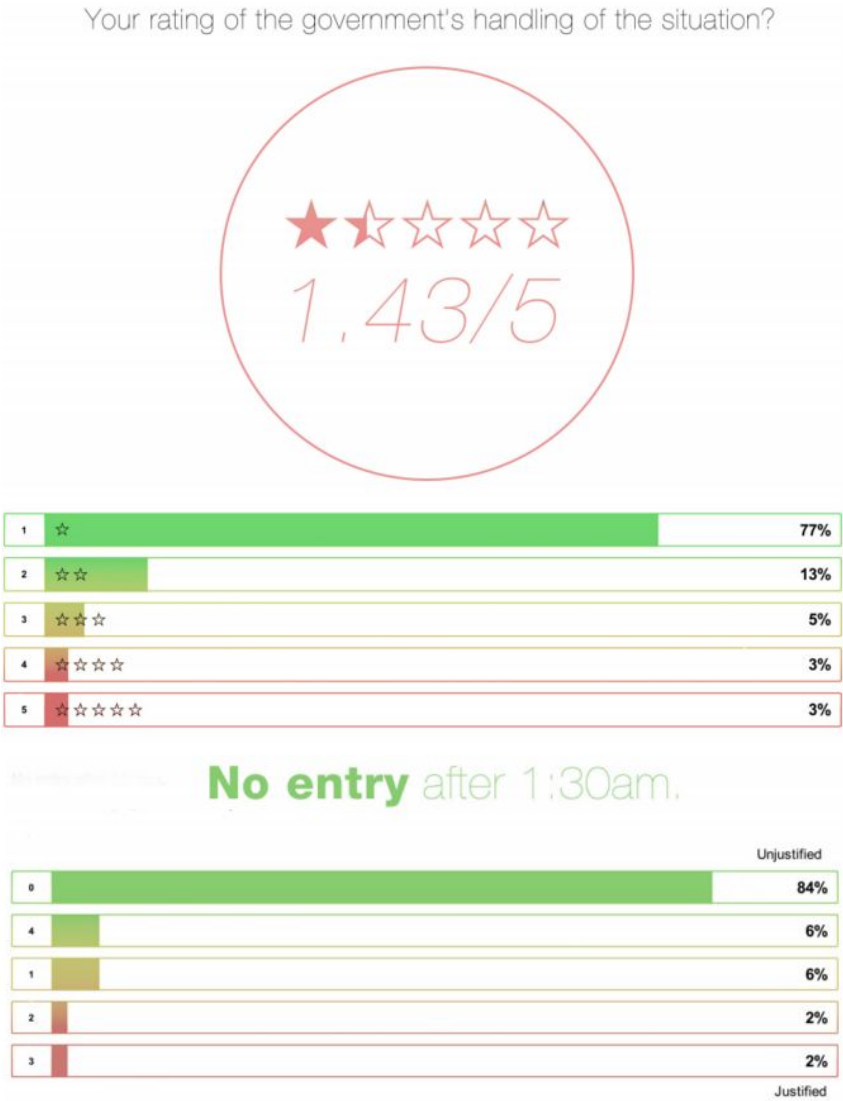 Your rating of the government's handling of the situation?
1.43/5
1 77%
2 13%
3 5%
4 3%
5 3%
No entry after 1:30am.
Unjustified
0 84%
4 6%
1 6%
2 2%
3 2%
Justified